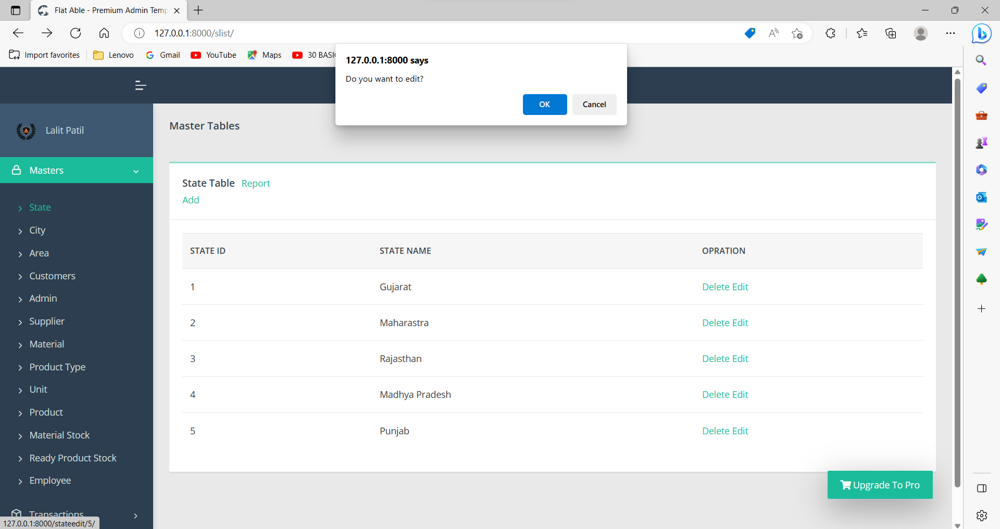 Flat Able - Premium Admin Temp
127.0.0.1:8000/slist/
Import favorites
Lenovo
Gmail
YouTube
Maps
30 BASI
127.0.0.1:8000 says
Do you want to edit?
OK
Cancel
Lalit Patil
Masters
State
City
Area
Customers
Admin
Supplier
Material
Product Type
Unit
Product
Material Stock
Ready Product Stock
Employee
Transactions
127.0.0.1:8000/stateedit/5/
Master Tables
State Table Report
Add
STATE ID STATE NAME OPRATION
1 Gujarat Delete Edit
2 Maharastra Delete Edit
3 Rajasthan Delete Edit
4 Madhya Pradesh Delete Edit
5 Punjab Delete Edit
Upgrade To Pro